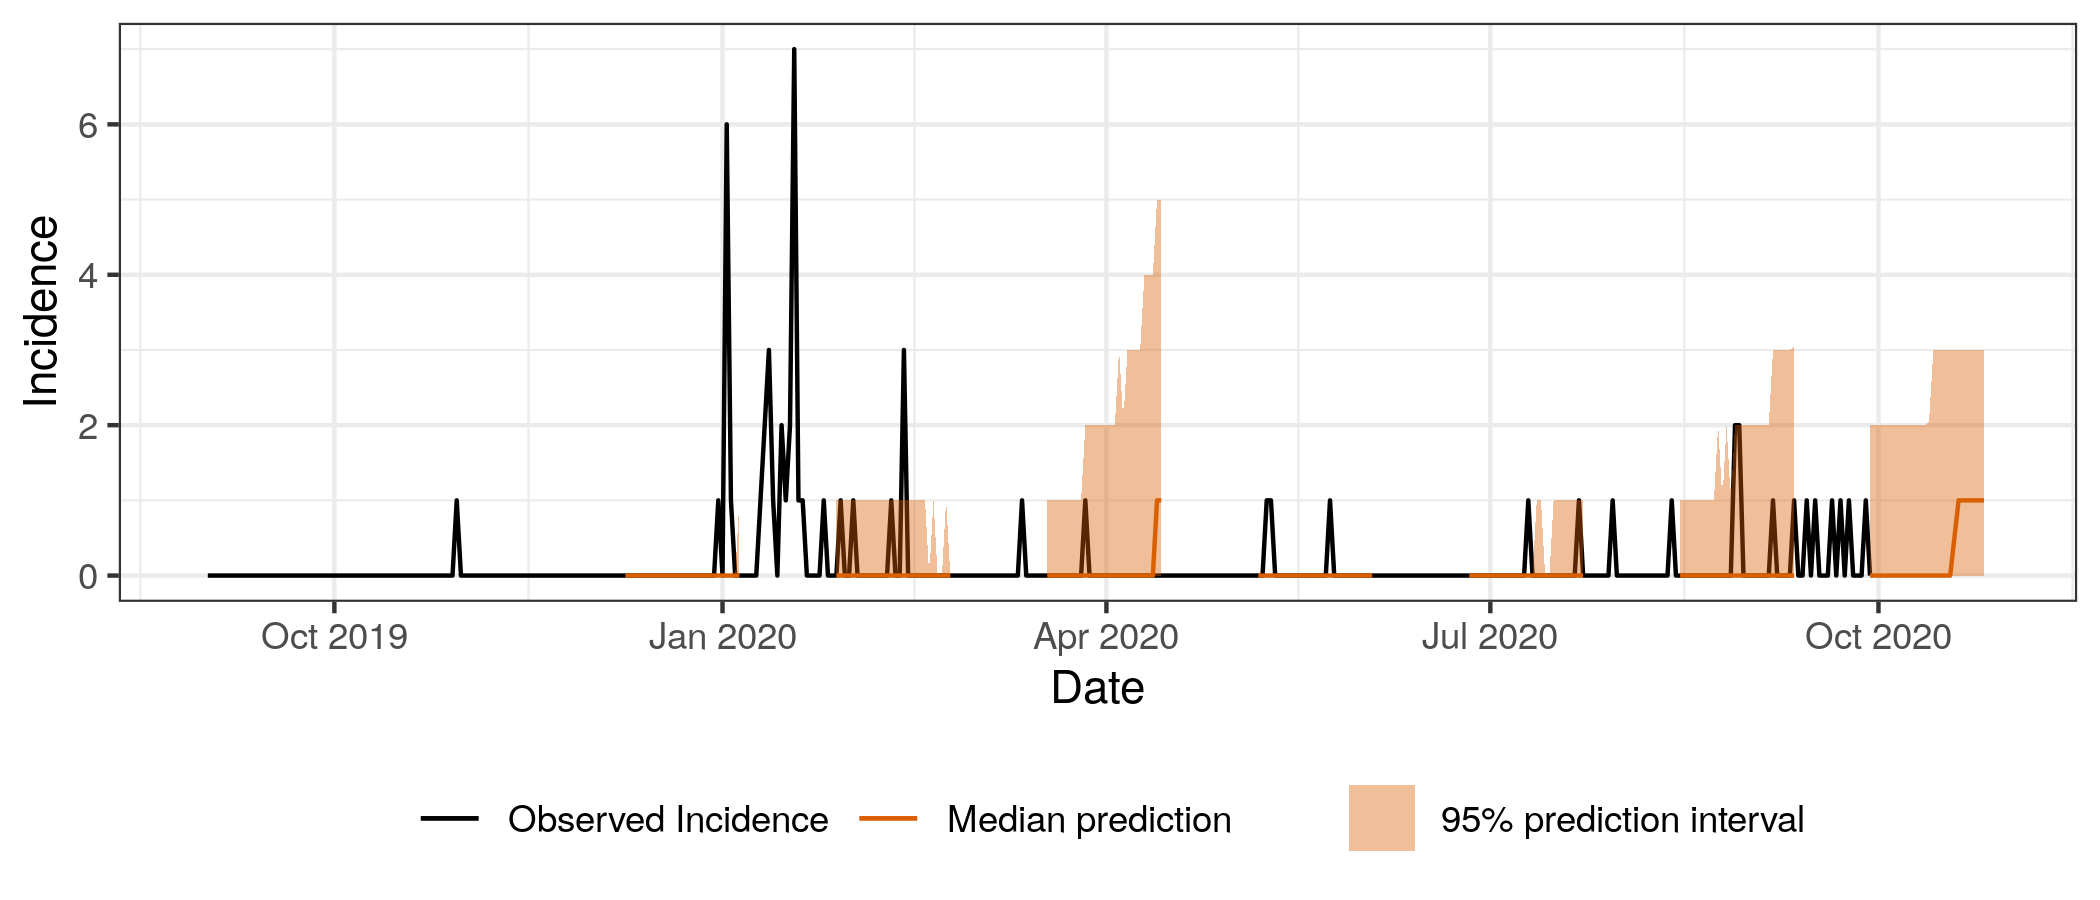 Incidence
6
4
2
0
Oct 2019
Jan 2020
Apr 2020
Jul 2020
Oct 2020
Date
Observed Incidence
Median prediction
95% prediction interval